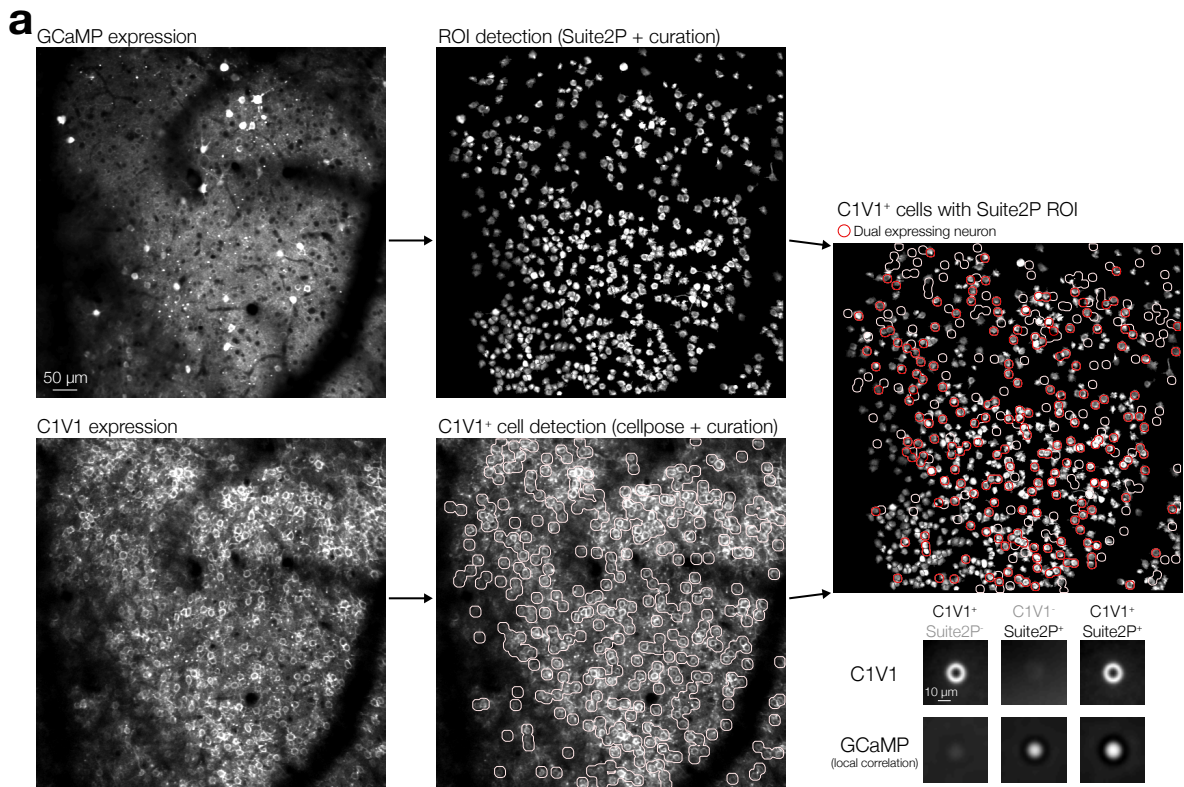 a
GCaMP expression
ROI detection (Suite2P + curation)
50 µm
C1V1⁺ cells with Suite2P ROI
Dual expressing neuron
C1V1 expression
C1V1⁺ cell detection (cellpose + curation)
C1V1⁺ C1V1⁻ C1V1⁺
Suite2P⁻ Suite2P⁺ Suite2P⁺
C1V1
10 µm
GCaMP
(local correlation)